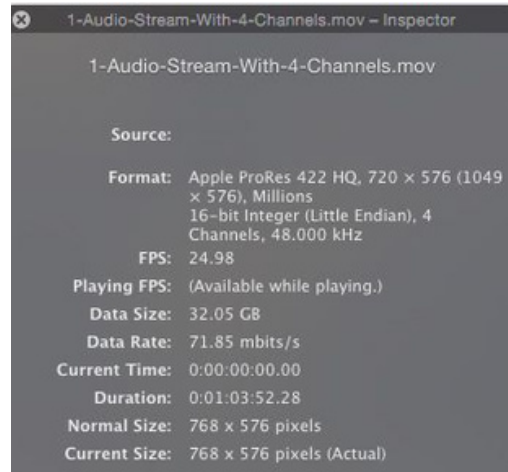 1-Audio-Stream-With-4-Channels.mov – Inspector
1-Audio-Stream-With-4-Channels.mov
Source:
Format: Apple ProRes 422 HQ, 720 × 576 (1049
× 576), Millions
16-bit Integer (Little Endian), 4
Channels, 48.000 kHz
FPS: 24.98
Playing FPS: (Available while playing.)
Data Size: 32.05 GB
Data Rate: 71.85 mbits/s
Current Time: 0:00:00:00.00
Duration: 0:01:03:52.28
Normal Size: 768 x 576 pixels
Current Size: 768 x 576 pixels (Actual)